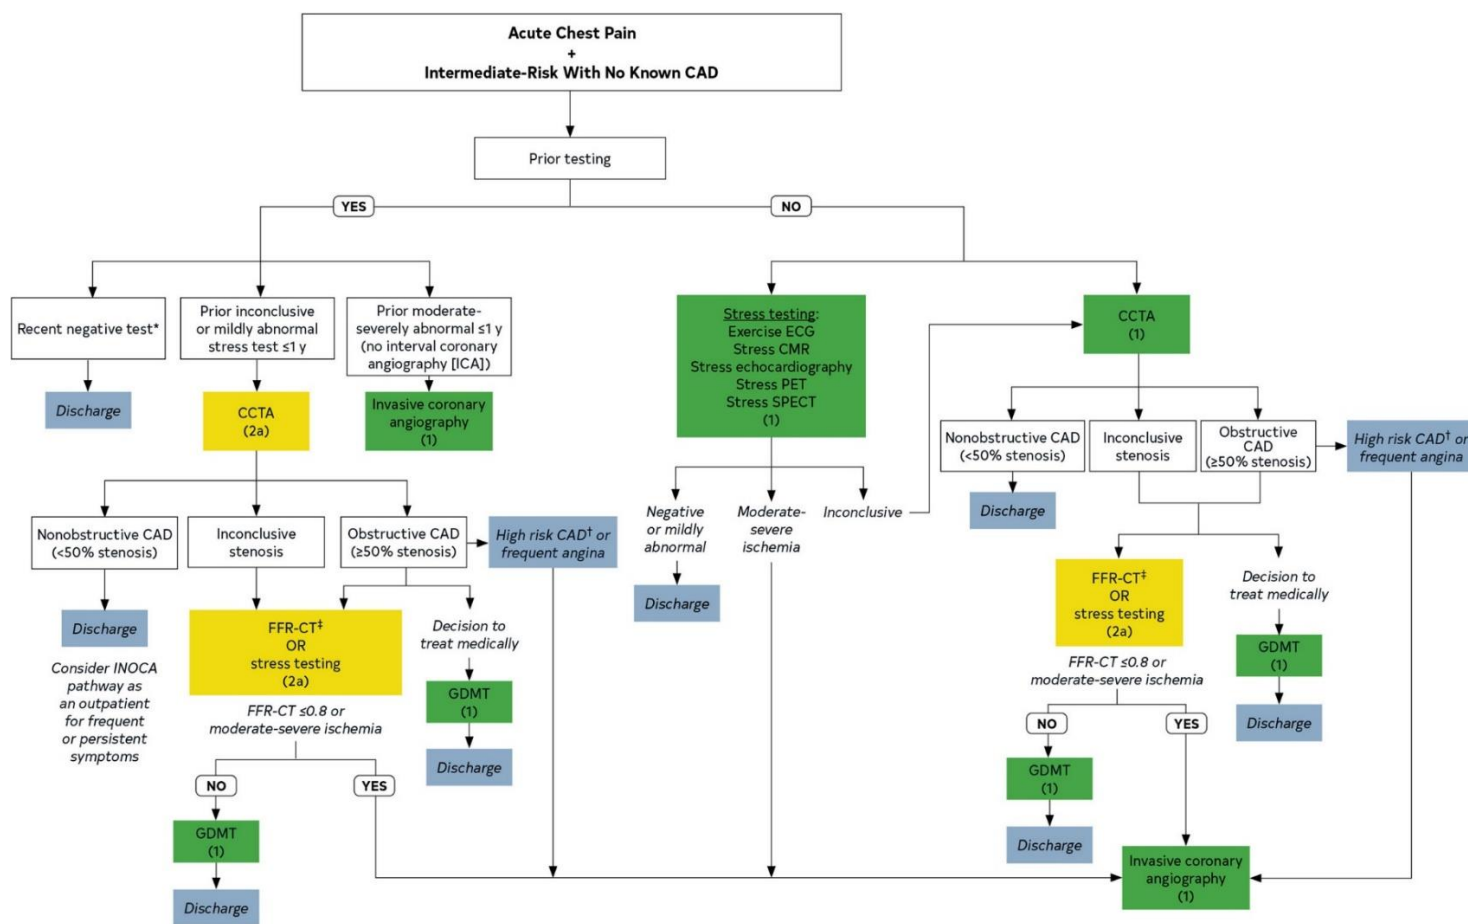 Acute Chest Pain
+
Intermediate-Risk With No Known CAD
Prior testing
YES
NO
Recent negative test*
Discharge
Prior inconclusive
or mildly abnormal
stress test ≤1 y
CCTA
(2a)
Prior moderate-
severely abnormal ≤1 y
(no interval coronary
angiography [ICA])
Invasive coronary
angiography
(1)
Nonobstructive CAD
(<50% stenosis)
Discharge
Consider INOCA
pathway as
an outpatient
for frequent
or persistent
symptoms
Inconclusive
stenosis
Obstructive CAD
(≥50% stenosis)
High risk CAD† or
frequent angina
FFR-CT‡
OR
stress testing
(2a)
Decision to
treat medically
GDMT
(1)
Discharge
FFR-CT ≤0.8 or
moderate-severe ischemia
NO
YES
GDMT
(1)
Discharge
Stress testing:
Exercise ECG
Stress CMR
Stress echocardiography
Stress PET
Stress SPECT
(1)
Negative
or mildly
abnormal
Discharge
Moderate-
severe
ischemia
Inconclusive
CCTA
(1)
Nonobstructive CAD
(<50% stenosis)
Discharge
Inconclusive
stenosis
Obstructive
CAD
(≥50% stenosis)
High risk CAD† or
frequent angina
FFR-CT‡
OR
stress testing
(2a)
Decision to
treat medically
GDMT
(1)
Discharge
FFR-CT ≤0.8 or
moderate-severe ischemia
NO
YES
GDMT
(1)
Discharge
Invasive coronary
angiography
(1)